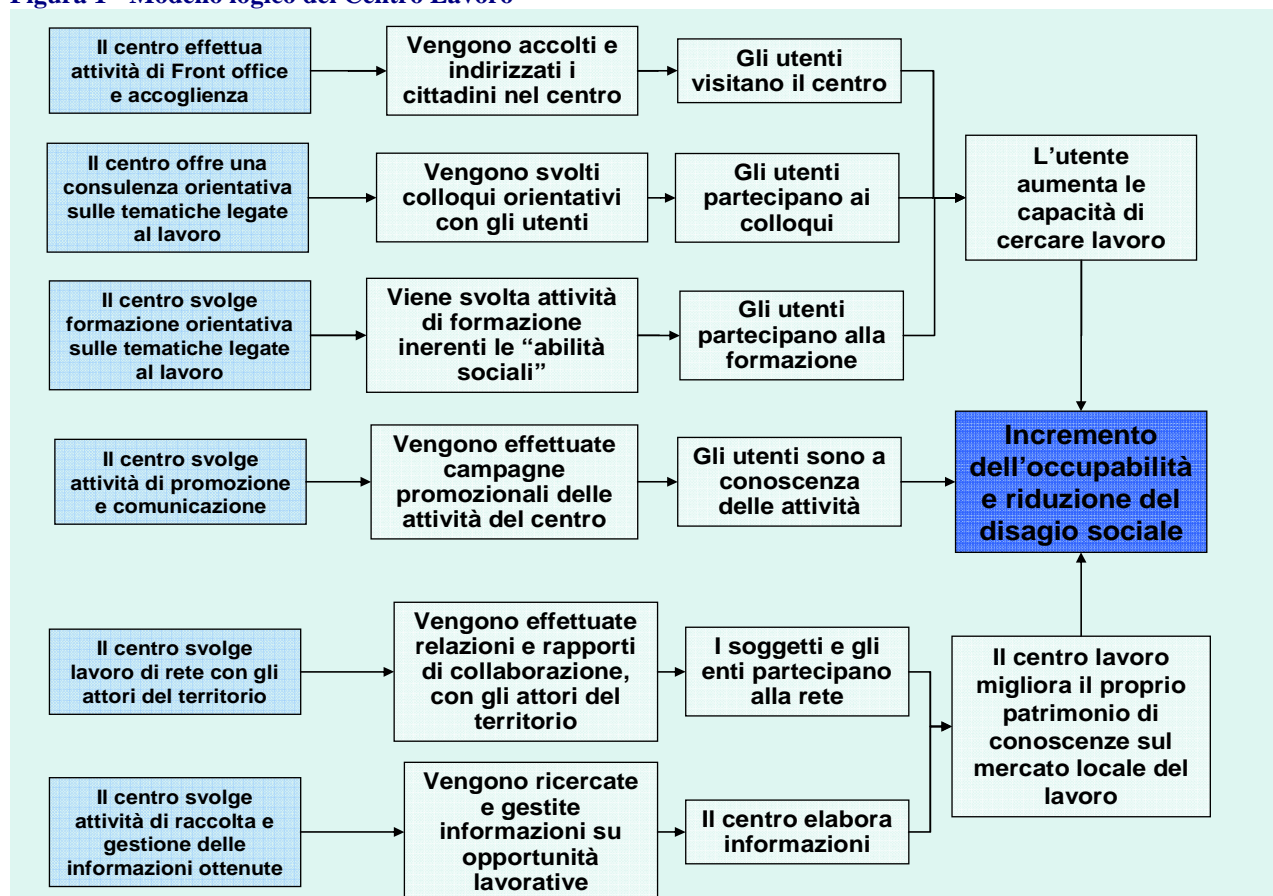 Figura 1 - Modello logico del Centro Lavoro
Il centro effettua
attività di Front office
e accoglienza
Vengono accolti e
indirizzati i
cittadini nel centro
Gli utenti
visitano il centro
Il centro offre una
consulenza orientativa
sulle tematiche legate
al lavoro
Vengono svolti
colloqui orientativi
con gli utenti
Gli utenti
partecipano ai
colloqui
L’utente
aumenta le
capacità di
cercare lavoro
Il centro svolge
formazione orientativa
sulle tematiche legate
al lavoro
Viene svolta attività
di formazione
inerenti le “abilità
sociali”
Gli utenti
partecipano alla
formazione
Il centro svolge
attività di promozione
e comunicazione
Vengono effettuate
campagne
promozionali delle
attività del centro
Gli utenti sono a
conoscenza
delle attività
Incremento
dell’occupabilità
e riduzione del
disagio sociale
Il centro svolge
lavoro di rete con gli
attori del territorio
Vengono effettuate
relazioni e rapporti
di collaborazione,
con gli attori del
territorio
I soggetti e gli
enti partecipano
alla rete
Il centro lavoro
migliora il proprio
patrimonio di
conoscenze sul
mercato locale del
lavoro
Il centro svolge
attività di raccolta e
gestione delle
informazioni ottenute
Vengono ricercate
e gestite
informazioni su
opportunità
lavorative
Il centro elabora
informazioni